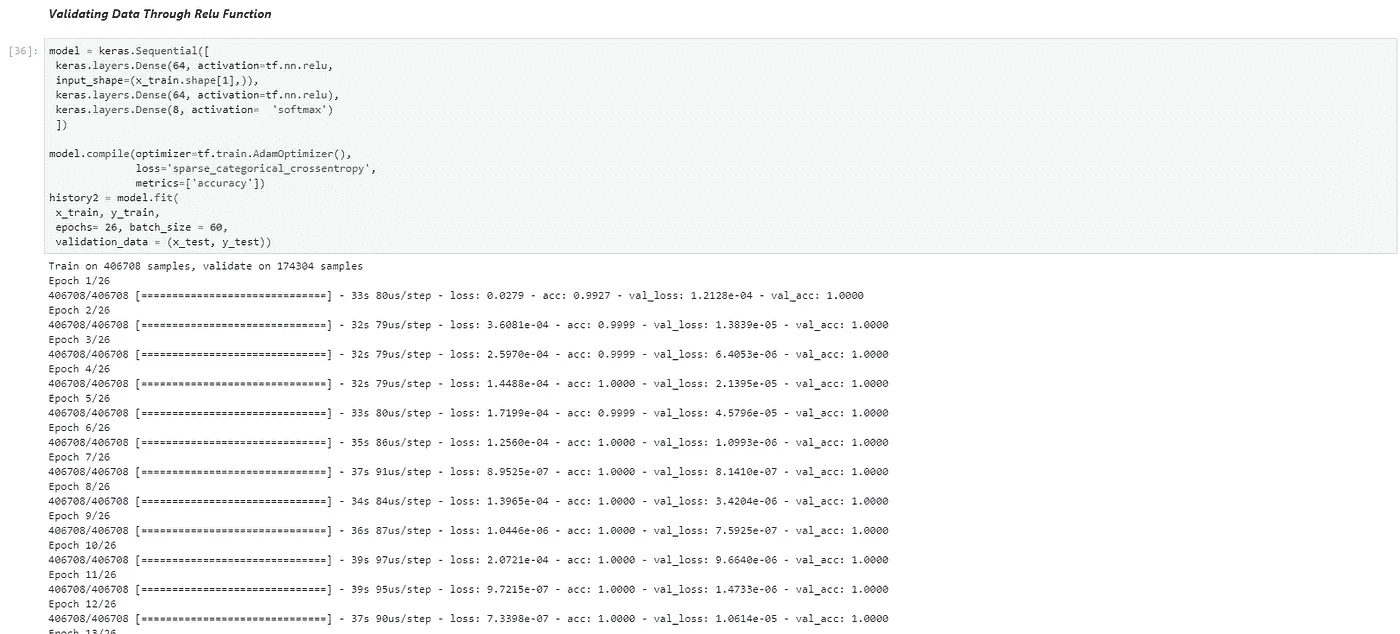 Validating Data Through Relu Function
[36]:
model = keras.Sequential([
 keras.layers.Dense(64, activation=tf.nn.relu,
 input_shape=(x_train.shape[1],)),
 keras.layers.Dense(64, activation=tf.nn.relu),
 keras.layers.Dense(8, activation=  'softmax')
 ])
model.compile(optimizer=tf.train.AdamOptimizer(),
              loss='sparse_categorical_crossentropy',
              metrics=['accuracy'])
history2 = model.fit(
 x_train, y_train,
 epochs= 26, batch_size = 60,
 validation_data = (x_test, y_test))
Train on 406708 samples, validate on 174304 samples
Epoch 1/26
406708/406708 [==============================] - 33s 80us/step - loss: 0.0279 - acc: 0.9927 - val_loss: 1.2128e-04 - val_acc: 1.0000
Epoch 2/26
406708/406708 [==============================] - 32s 79us/step - loss: 3.6081e-04 - acc: 0.9999 - val_loss: 1.3839e-05 - val_acc: 1.0000
Epoch 3/26
406708/406708 [==============================] - 32s 79us/step - loss: 2.5970e-04 - acc: 0.9999 - val_loss: 6.4053e-06 - val_acc: 1.0000
Epoch 4/26
406708/406708 [==============================] - 32s 79us/step - loss: 1.4488e-04 - acc: 1.0000 - val_loss: 2.1395e-05 - val_acc: 1.0000
Epoch 5/26
406708/406708 [==============================] - 33s 80us/step - loss: 1.7199e-04 - acc: 0.9999 - val_loss: 4.5796e-05 - val_acc: 1.0000
Epoch 6/26
406708/406708 [==============================] - 35s 86us/step - loss: 1.2560e-04 - acc: 1.0000 - val_loss: 1.0993e-06 - val_acc: 1.0000
Epoch 7/26
406708/406708 [==============================] - 37s 91us/step - loss: 8.9525e-07 - acc: 1.0000 - val_loss: 8.1410e-07 - val_acc: 1.0000
Epoch 8/26
406708/406708 [==============================] - 34s 84us/step - loss: 1.3965e-04 - acc: 1.0000 - val_loss: 3.4204e-06 - val_acc: 1.0000
Epoch 9/26
406708/406708 [==============================] - 36s 87us/step - loss: 1.0446e-06 - acc: 1.0000 - val_loss: 7.5925e-07 - val_acc: 1.0000
Epoch 10/26
406708/406708 [==============================] - 39s 97us/step - loss: 2.0721e-04 - acc: 1.0000 - val_loss: 9.6640e-06 - val_acc: 1.0000
Epoch 11/26
406708/406708 [==============================] - 39s 95us/step - loss: 9.7215e-07 - acc: 1.0000 - val_loss: 1.4733e-06 - val_acc: 1.0000
Epoch 12/26
406708/406708 [==============================] - 37s 90us/step - loss: 7.3398e-07 - acc: 1.0000 - val_loss: 1.0614e-05 - val_acc: 1.0000
Epoch 13/26